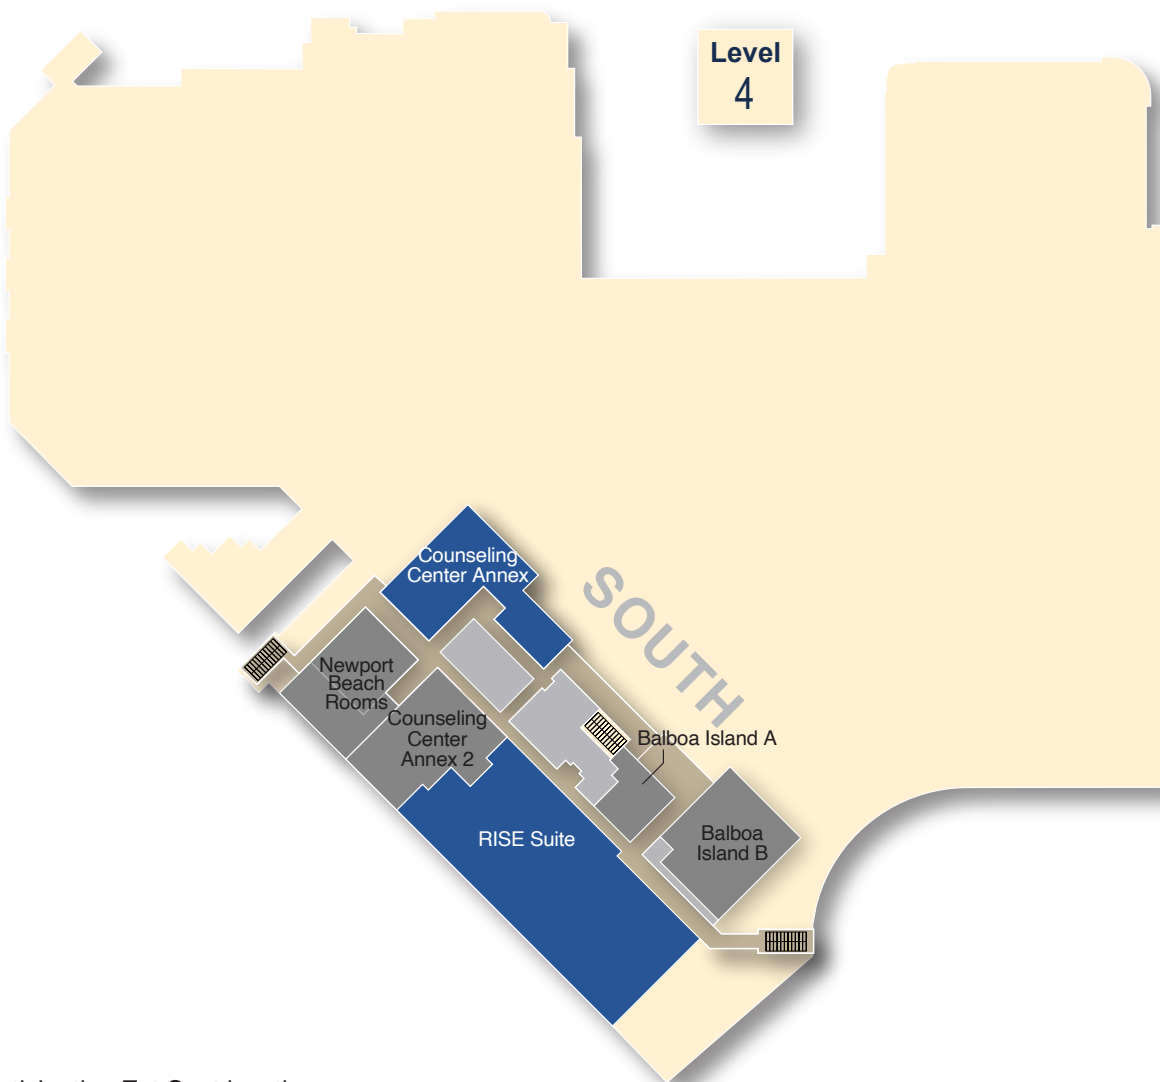 Level
4
Counseling
Center Annex
SOUTH
Newport
Beach
Rooms
Counseling
Center
Annex 2
Balboa Island A
RISE Suite
Balboa
Island B